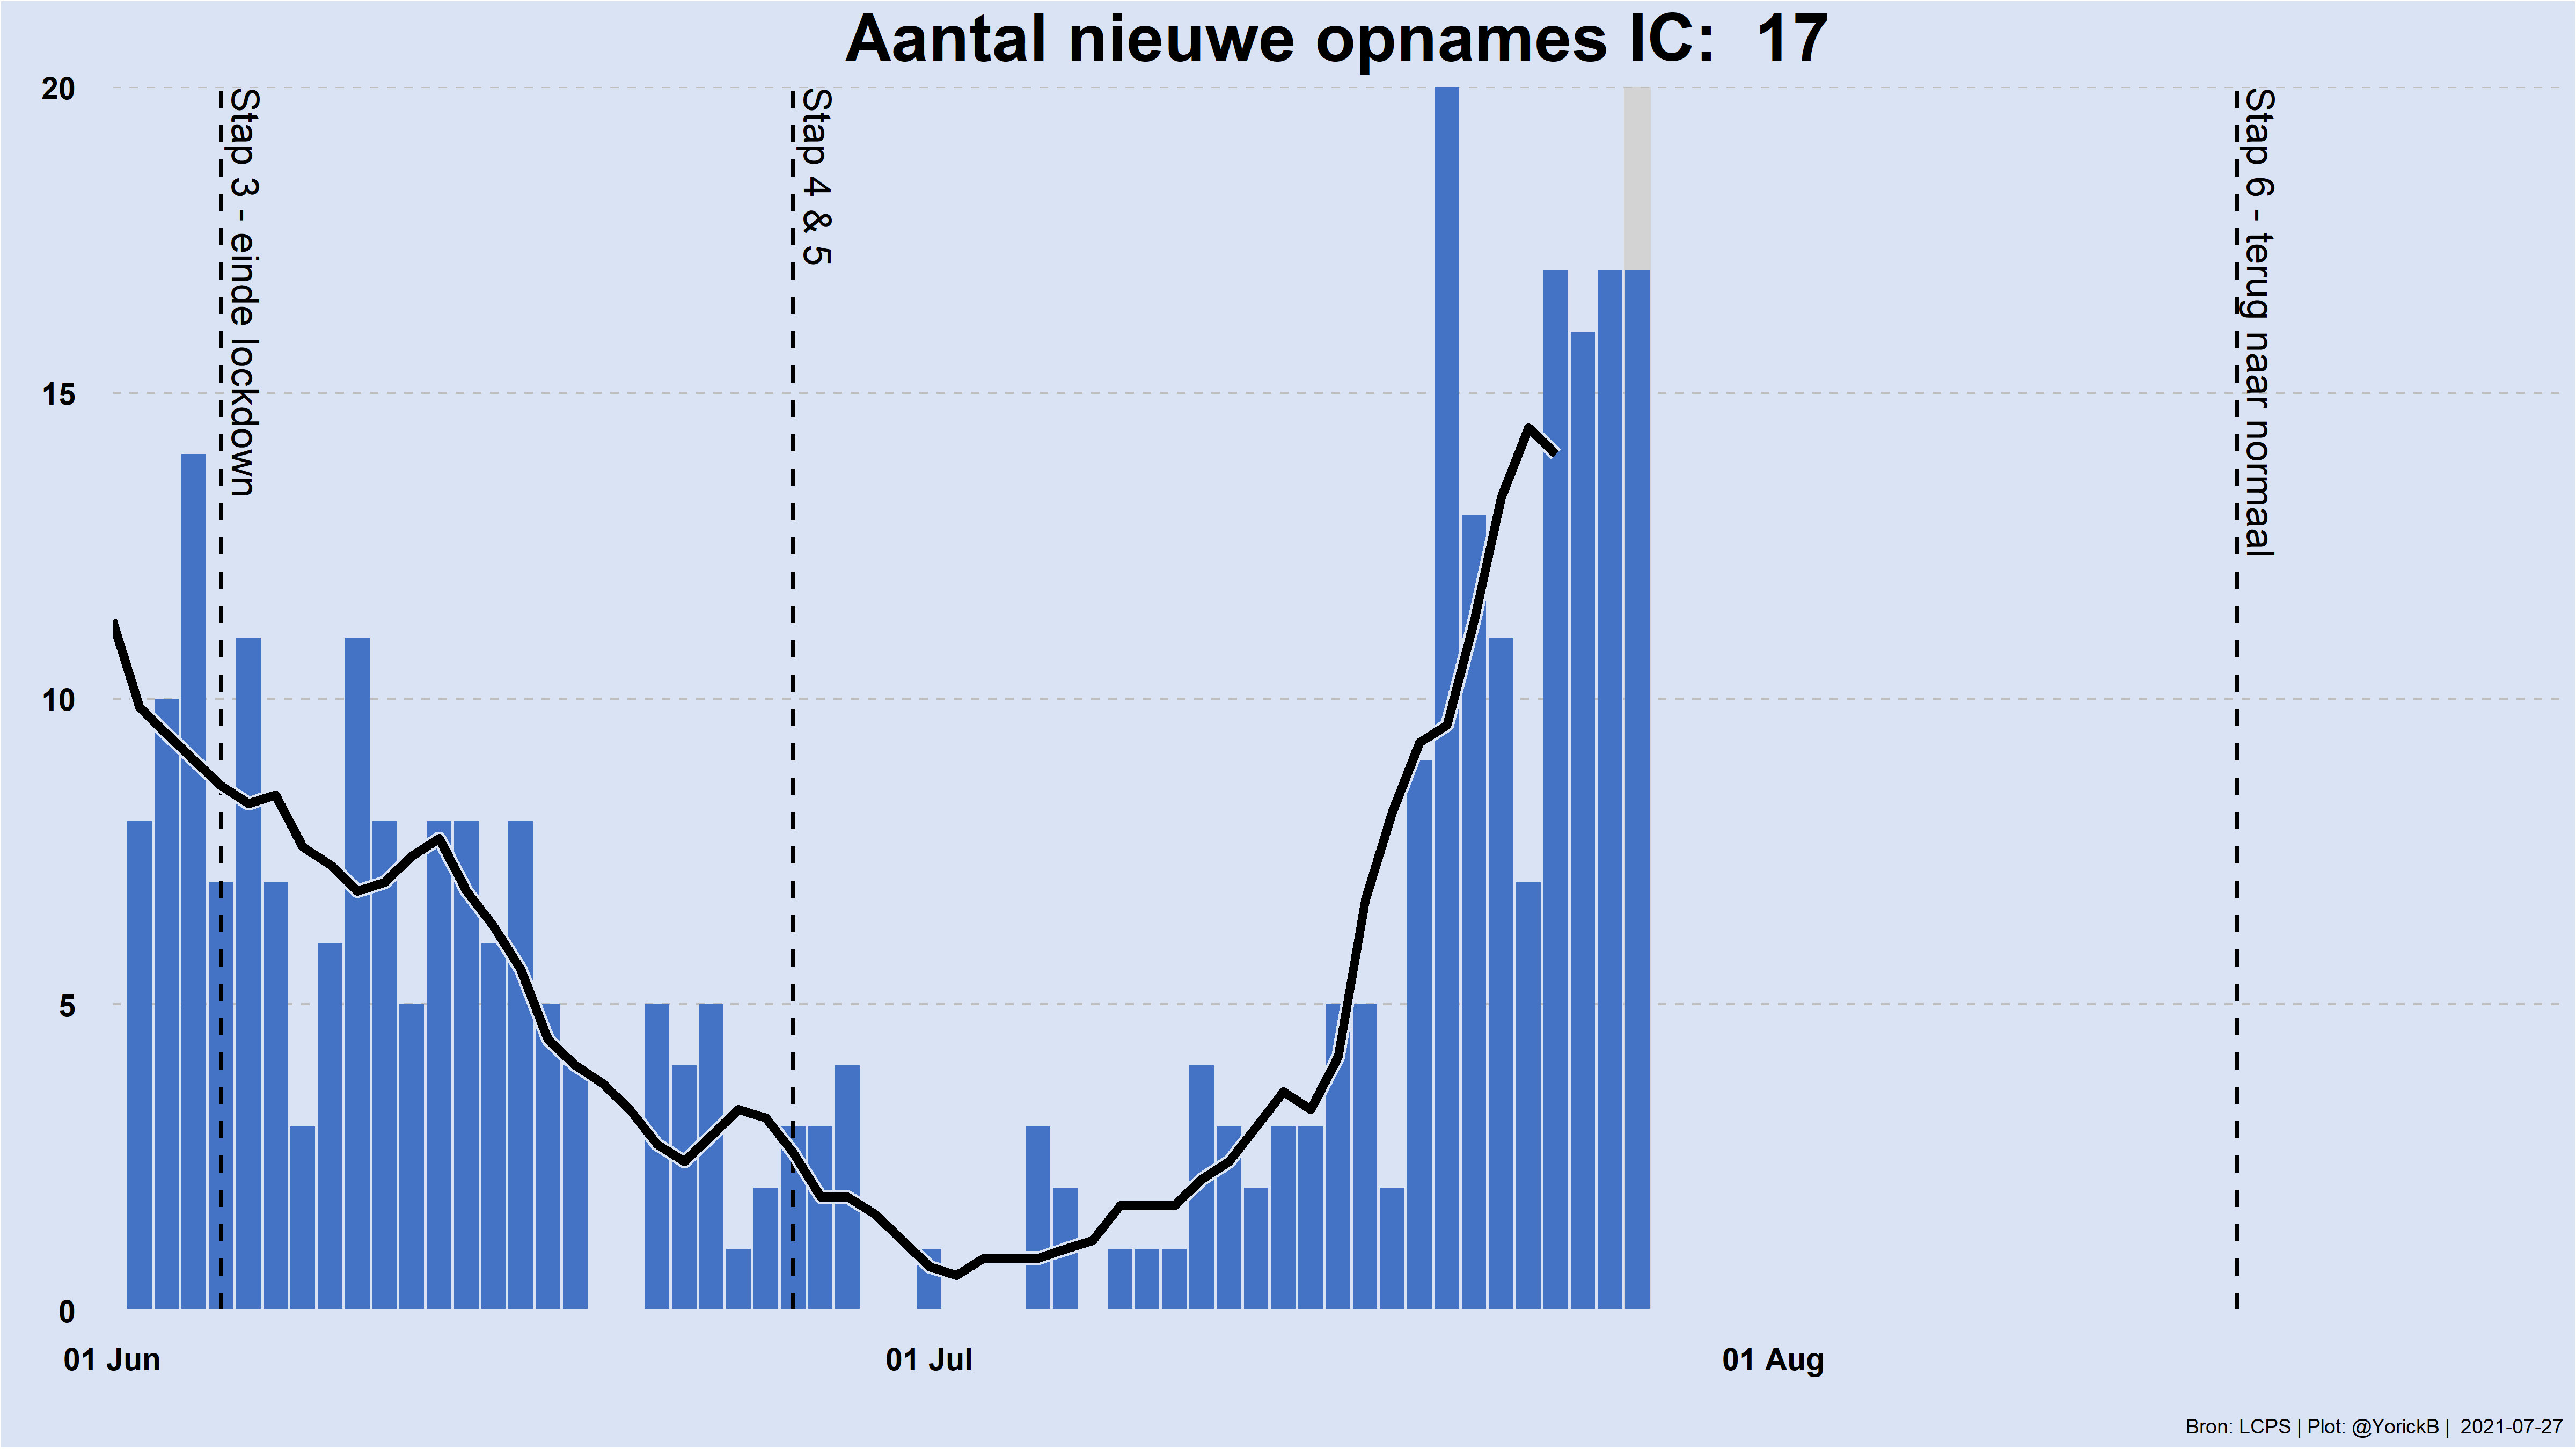 Aantal nieuwe opnames IC:  17
20
15
10
5
0
Stap 3 - einde lockdown
Stap 4 & 5
Stap 6 - terug naar normaal
01 Jun
01 Jul
01 Aug
Bron: LCPS | Plot: @YorickB |  2021-07-27